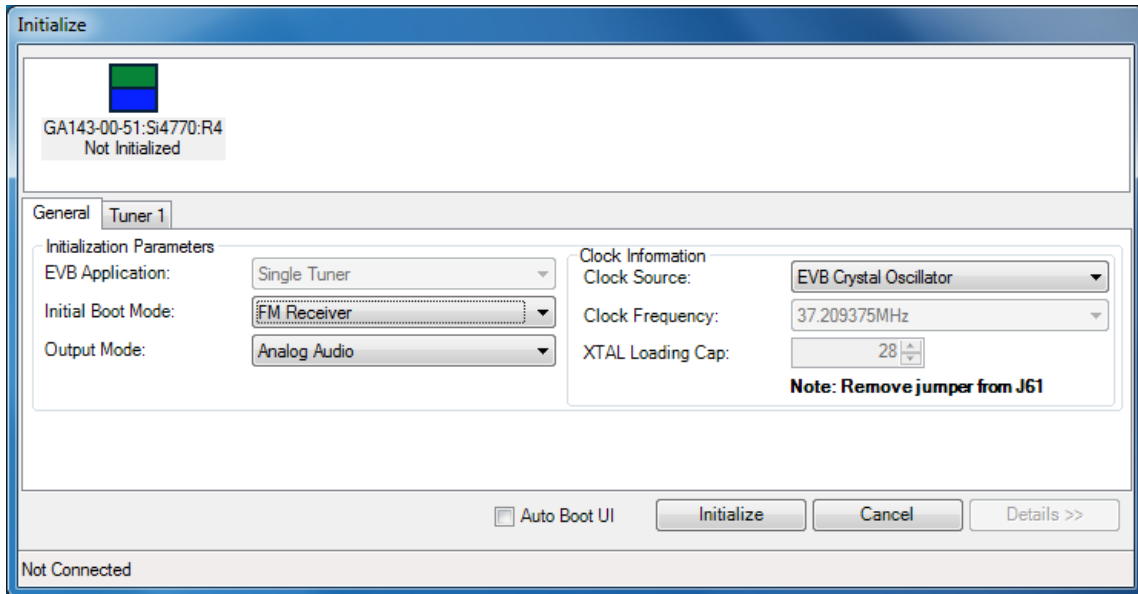 Initialize
GA143-00-51:Si4770:R4
Not Initialized
General
Tuner 1
Initialization Parameters
EVB Application:
Single Tuner
Initial Boot Mode:
FM Receiver
Output Mode:
Analog Audio
Clock Information
Clock Source:
EVB Crystal Oscillator
Clock Frequency:
37.209375MHz
XTAL Loading Cap:
28
Note: Remove jumper from J61
Auto Boot UI
Initialize
Cancel
Details >>
Not Connected